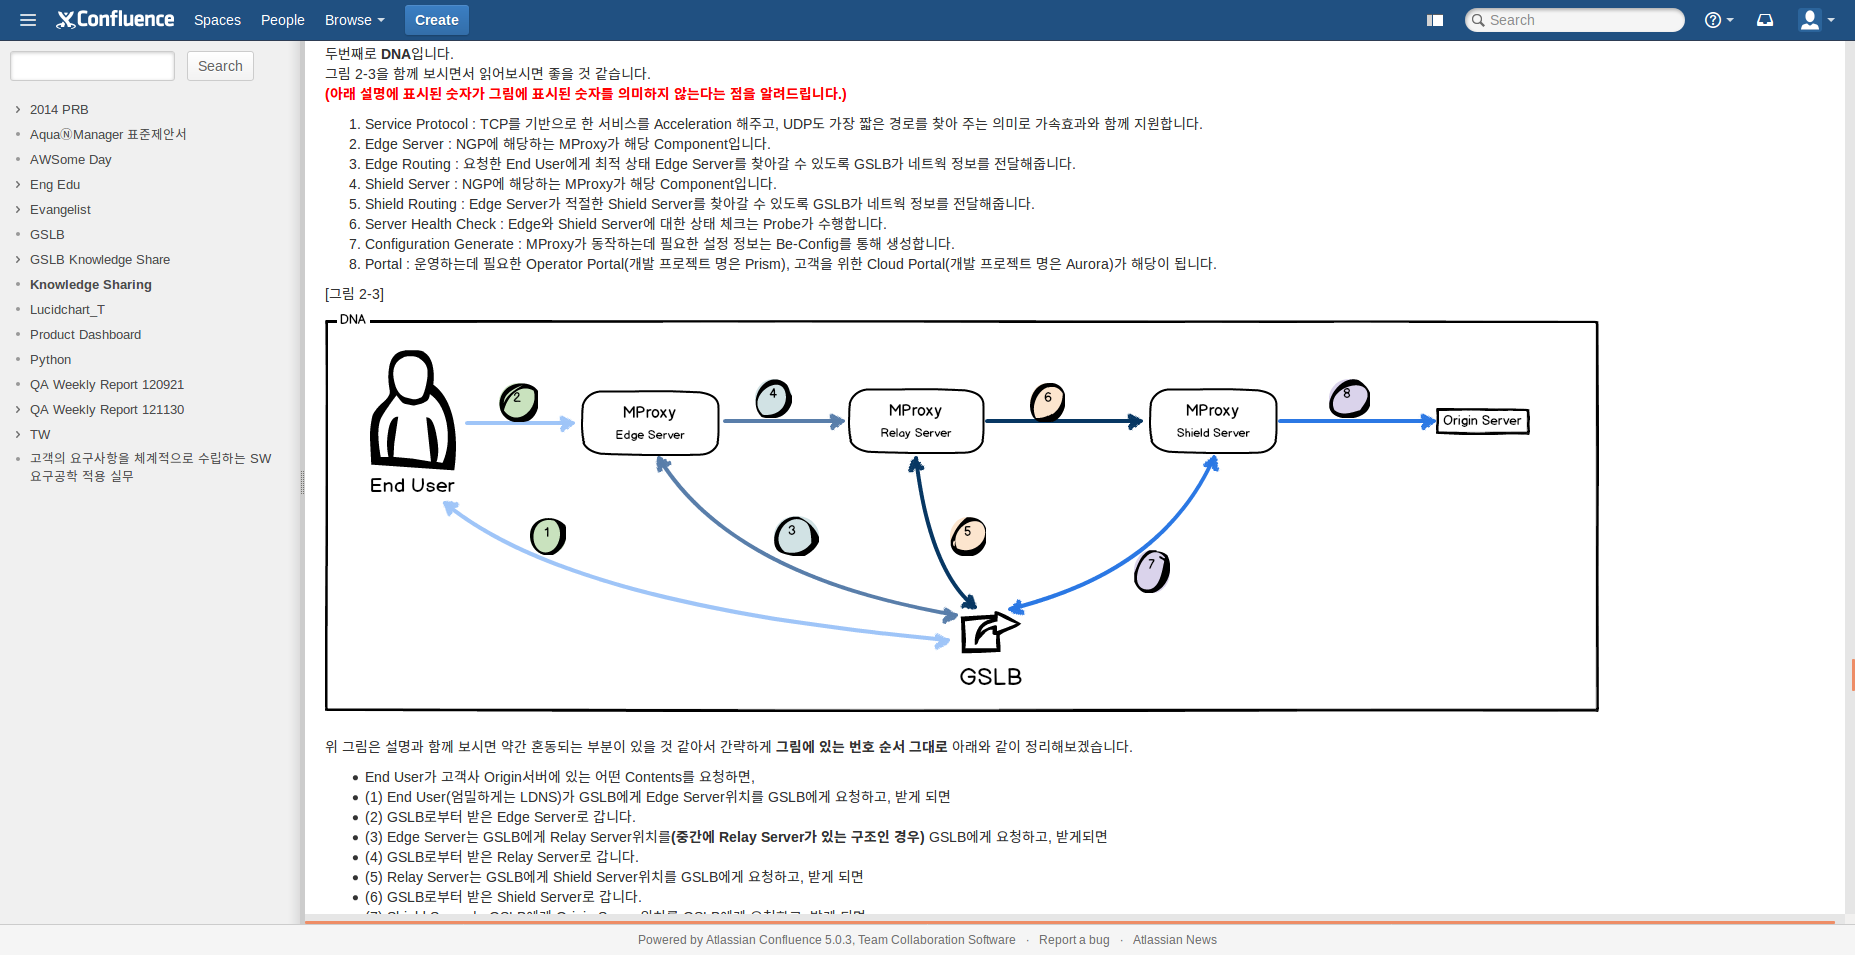 Confluence Spaces People Browse Create Search
Search
2014 PRB
AquaⓃManager 표준제안서
AWSome Day
Eng Edu
Evangelist
GSLB
GSLB Knowledge Share
Knowledge Sharing
Lucidchart_T
Product Dashboard
Python
QA Weekly Report 120921
QA Weekly Report 121130
TW
고객의 요구사항을 체계적으로 수립하는 SW
요구공학 적용 실무
두번째로 DNA입니다.
그림 2-3을 함께 보시면서 읽어보시면 좋을 것 같습니다.
(아래 설명에 표시된 숫자가 그림에 표시된 숫자를 의미하지 않는다는 점을 알려드립니다.)
1. Service Protocol : TCP를 기반으로 한 서비스를 Acceleration 해주고, UDP도 가장 짧은 경로를 찾아 주는 의미로 가속효과와 함께 지원합니다.
2. Edge Server : NGP에 해당하는 MProxy가 해당 Component입니다.
3. Edge Routing : 요청한 End User에게 최적 상태 Edge Server를 찾아갈 수 있도록 GSLB가 네트웍 정보를 전달해줍니다.
4. Shield Server : NGP에 해당하는 MProxy가 해당 Component입니다.
5. Shield Routing : Edge Server가 적절한 Shield Server를 찾아갈 수 있도록 GSLB가 네트웍 정보를 전달해줍니다.
6. Server Health Check : Edge와 Shield Server에 대한 상태 체크는 Probe가 수행합니다.
7. Configuration Generate : MProxy가 동작하는데 필요한 설정 정보는 Be-Config를 통해 생성합니다.
8. Portal : 운영하는데 필요한 Operator Portal(개발 프로젝트 명은 Prism), 고객을 위한 Cloud Portal(개발 프로젝트 명은 Aurora)가 해당이 됩니다.
[그림 2-3]
DNA
2 4 6 8
MProxy MProxy MProxy
Edge Server Relay Server Shield Server Origin Server
End User
1 3 5 7
GSLB
위 그림은 설명과 함께 보시면 약간 혼동되는 부분이 있을 것 같아서 간략하게 그림에 있는 번호 순서 그대로 아래와 같이 정리해보겠습니다.
End User가 고객사 Origin서버에 있는 어떤 Contents를 요청하면,
(1) End User(엄밀하게는 LDNS)가 GSLB에게 Edge Server위치를 GSLB에게 요청하고, 받게 되면
(2) GSLB로부터 받은 Edge Server로 갑니다.
(3) Edge Server는 GSLB에게 Relay Server위치를(중간에 Relay Server가 있는 구조인 경우) GSLB에게 요청하고, 받게되면
(4) GSLB로부터 받은 Relay Server로 갑니다.
(5) Relay Server는 GSLB에게 Shield Server위치를 GSLB에게 요청하고, 받게 되면
(6) GSLB로부터 받은 Shield Server로 갑니다.
Powered by Atlassian Confluence 5.0.3, Team Collaboration Software · Report a bug · Atlassian News